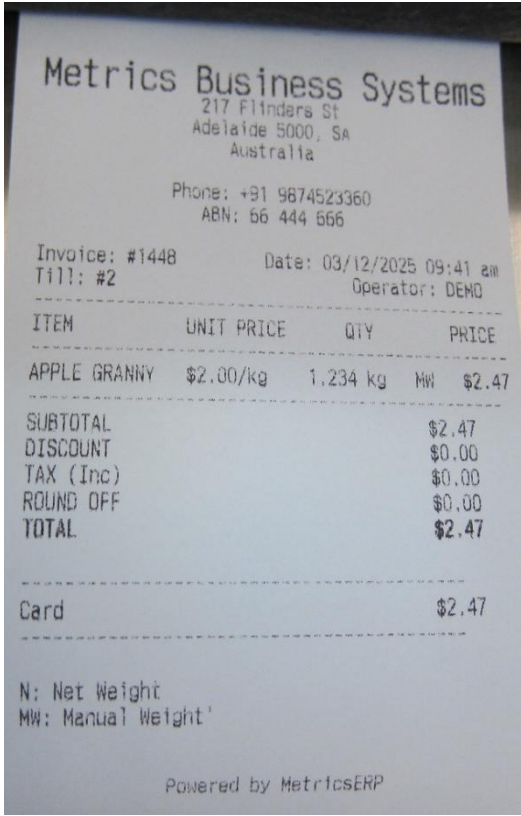 Metrics Business Systems
217 Flinders St
Adelaide 5000, SA
Australia
Phone: +91 9874523360
ABN: 66 444 666
Invoice: #1448 Date: 03/12/2025 09:41 am
Till: #2 Operator: DEMO
ITEM UNIT PRICE QTY PRICE
APPLE GRANNY $2.00/kg 1.234 kg MW $2.47
SUBTOTAL $2.47
DISCOUNT $0.00
TAX (Inc) $0.00
ROUND OFF $0.00
TOTAL $2.47
Card $2.47
N: Net Weight
MW: Manual Weight
Powered by MetricsERP